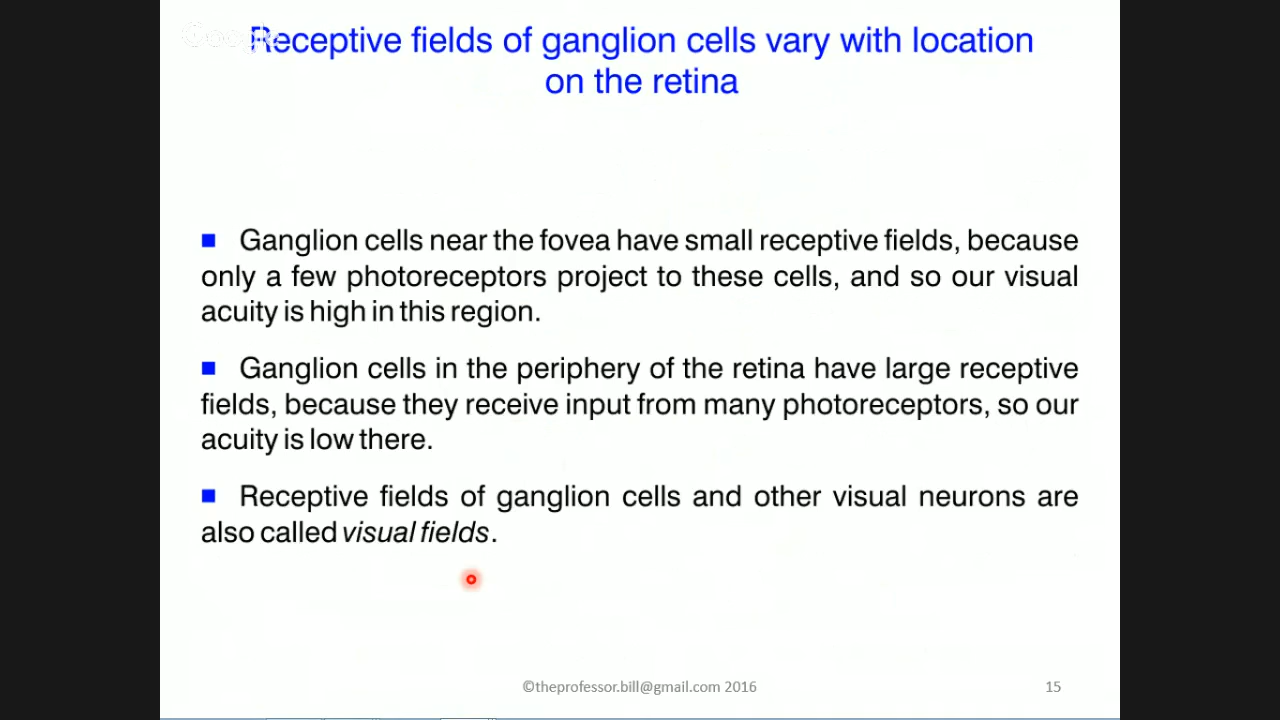 Google
Receptive fields of ganglion cells vary with location
on the retina
■ Ganglion cells near the fovea have small receptive fields, because
only a few photoreceptors project to these cells, and so our visual
acuity is high in this region.
■ Ganglion cells in the periphery of the retina have large receptive
fields, because they receive input from many photoreceptors, so our
acuity is low there.
■ Receptive fields of ganglion cells and other visual neurons are
also called visual fields.
©theprofessor.bill@gmail.com 2016
15